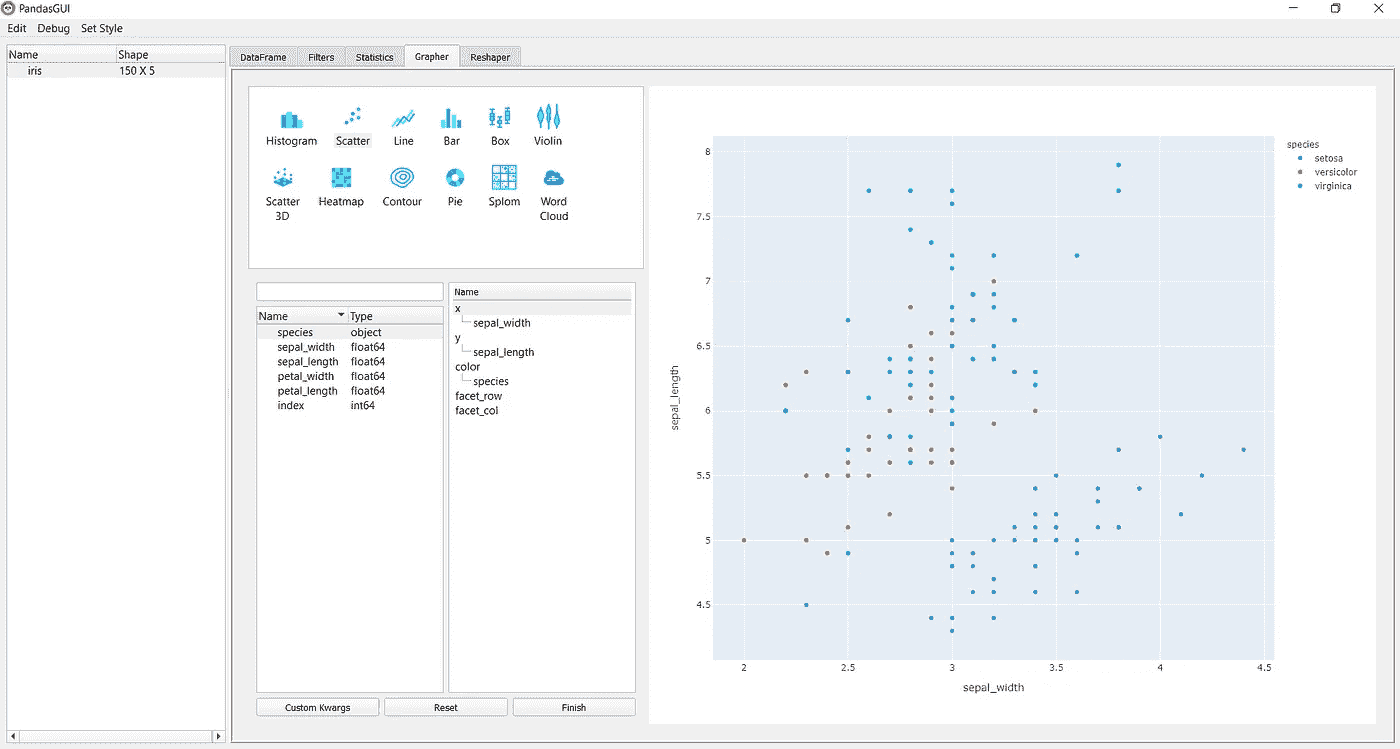 PandasGUI
Edit Debug Set Style
Name Shape
iris 150 X 5
DataFrame Filters Statistics Grapher Reshaper
Histogram Scatter Line Bar Box Violin
Scatter 3D Heatmap Contour Pie Splom Word Cloud
Name Type
species object
sepal_width float64
sepal_length float64
petal_width float64
petal_length float64
index int64
Name
x
sepal_width
y
sepal_length
color
species
facet_row
facet_col
Custom Kwargs Reset Finish
8
7.5
7
6.5
6
5.5
5
4.5
sepal_length
2 2.5 3 3.5 4 4.5
sepal_width
species
setosa
versicolor
virginica